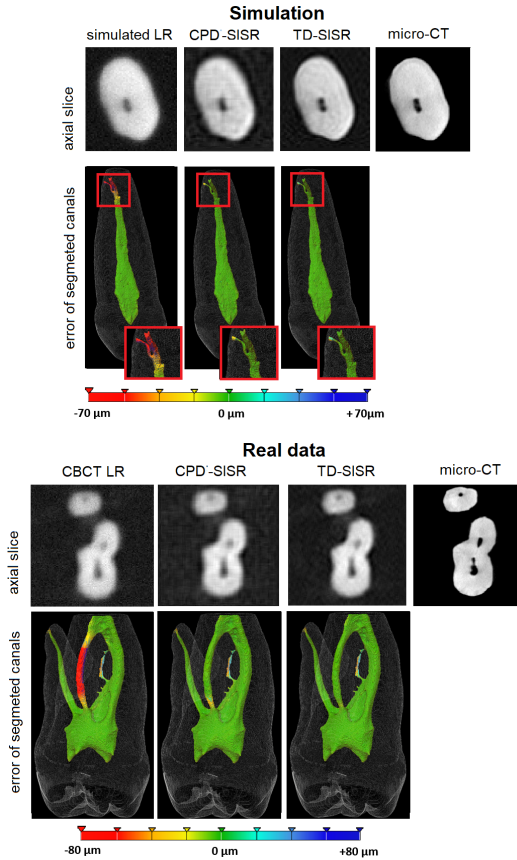 Simulation
simulated LR CPD-SISR TD-SISR micro-CT
axial slice
error of segmeted canals
-70 µm 0 µm +70µm
Real data
CBCT LR CPD-SISR TD-SISR micro-CT
axial slice
error of segmeted canals
-80 µm 0 µm +80 µm